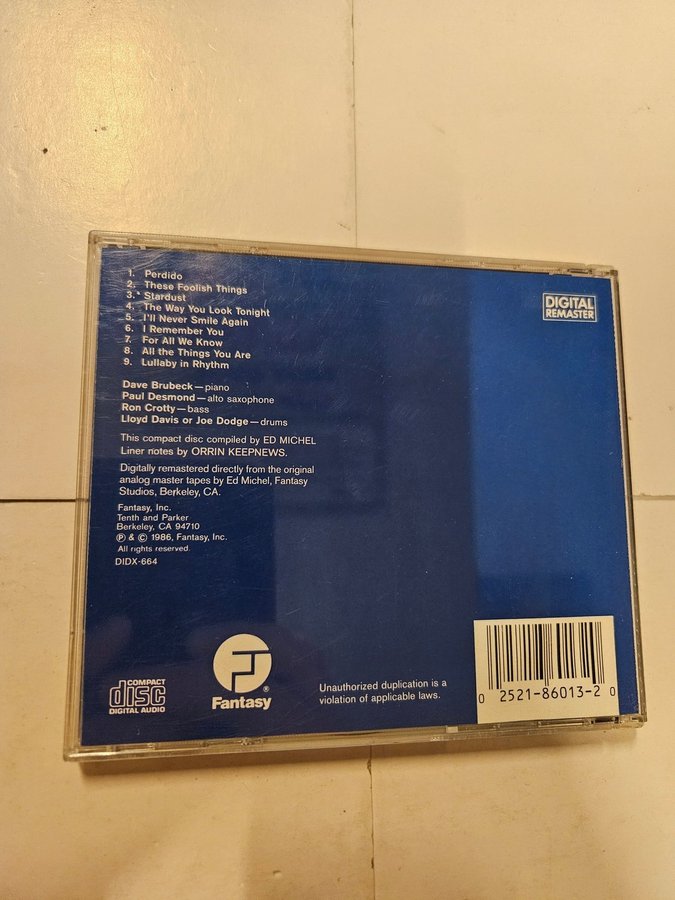 1. Perdido
2. These Foolish Things
3.* Stardust
4. The Way You Look Tonight
5. I'll Never Smile Again
6. I Remember You
7. For All We Know
8. All the Things You Are
9. Lullaby in Rhythm
DIGITAL
REMASTER
Dave Brubeck—piano
Paul Desmond—alto saxophone
Ron Crotty—bass
Lloyd Davis or Joe Dodge—drums
This compact disc compiled by ED MICHEL
Liner notes by ORRIN KEEPNEWS.
Digitally remastered directly from the original
analog master tapes by Ed Michel, Fantasy
Studios, Berkeley, CA.
Fantasy, Inc.
Tenth and Parker
Berkeley, CA 94710
℗ & © 1986, Fantasy, Inc.
All rights reserved.
DIDX-664
COMPACT
disc
DIGITAL AUDIO
F
Fantasy®
Unauthorized duplication is a
violation of applicable laws.
0 2521-86013-2 0